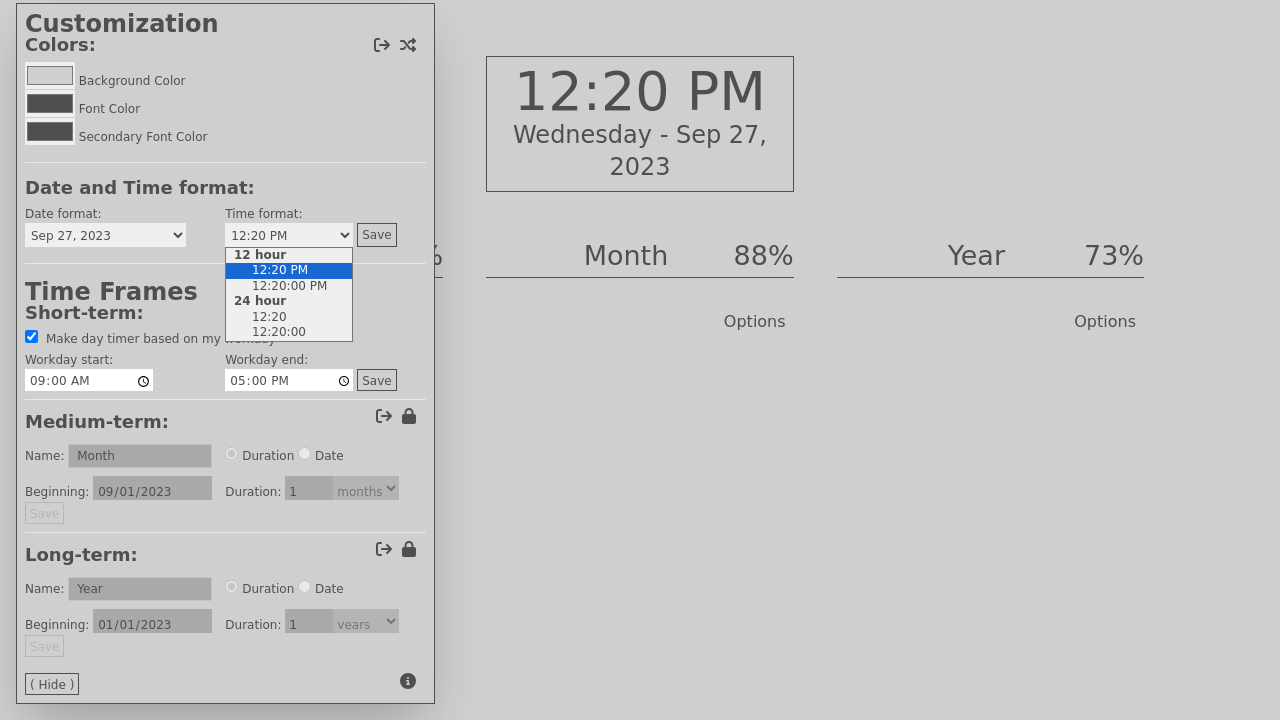 Customization
Colors:
Background Color
Font Color
Secondary Font Color
Date and Time format:
Date format:
Time format:
Sep 27, 2023
12:20 PM
Save
12 hour
12:20 PM
12:20:00 PM
24 hour
12:20
12:20:00
Time Frames
Short-term:
Make day timer based on my
Workday start:
Workday end:
09:00 AM
05:00 PM
Save
Medium-term:
Name: Month
Duration
Date
Beginning: 09/01/2023
Duration: 1 months
Save
Long-term:
Name: Year
Duration
Date
Beginning: 01/01/2023
Duration: 1 years
Save
( Hide )
12:20 PM
Wednesday - Sep 27,
2023
%
Month 88%
Options
Year 73%
Options